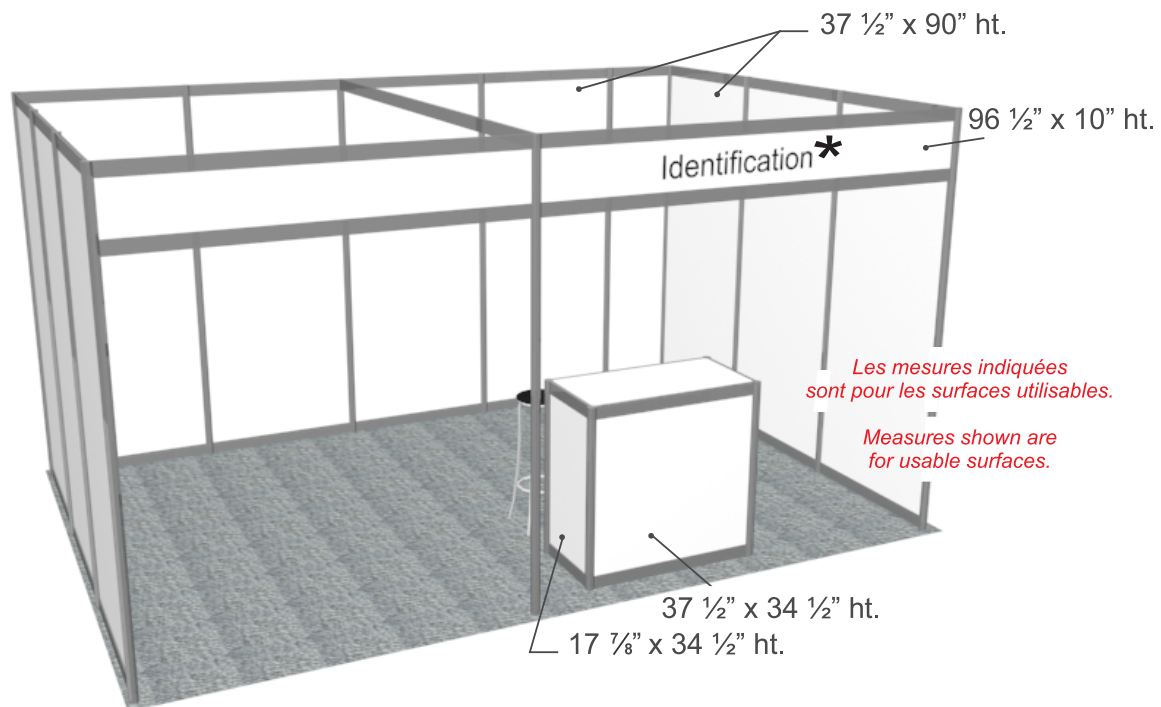 37 ½” x 90” ht.
96 ½” x 10” ht.
Identification*
Les mesures indiquées
sont pour les surfaces utilisables.
Measures shown are
for usable surfaces.
37 ½” x 34 ½” ht.
17 ⅞” x 34 ½” ht.